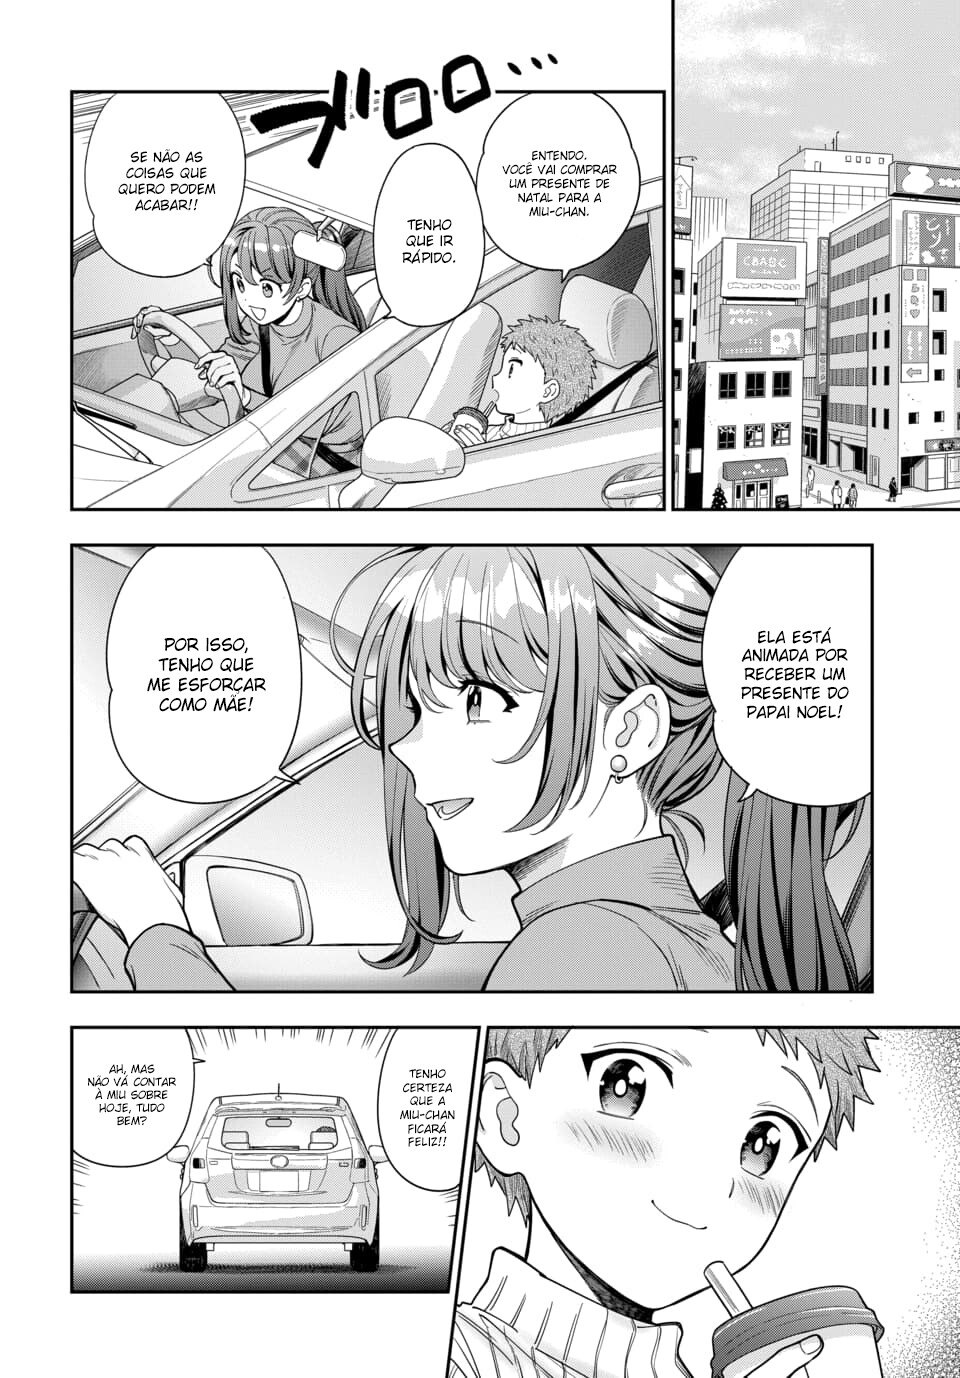 ブロロロ...
CBABC
ENTENDO.
VOCÊ VAI COMPRAR
UM PRESENTE DE
NATAL PARA A
MIU-CHAN.
TENHO
QUE IR
RÁPIDO.
SE NÃO AS
COISAS QUE
QUERO PODEM
ACABAR!!
ELA ESTÁ
ANIMADA POR
RECEBER UM
PRESENTE DO
PAPAI NOEL!
POR ISSO,
TENHO QUE
ME ESFORÇAR
COMO MÃE!
TENHO
CERTEZA
QUE A
MIU-CHAN
FICARÁ
FELIZ!!
AH, MAS
NÃO VÁ CONTAR
À MIU SOBRE
HOJE, TUDO
BEM?